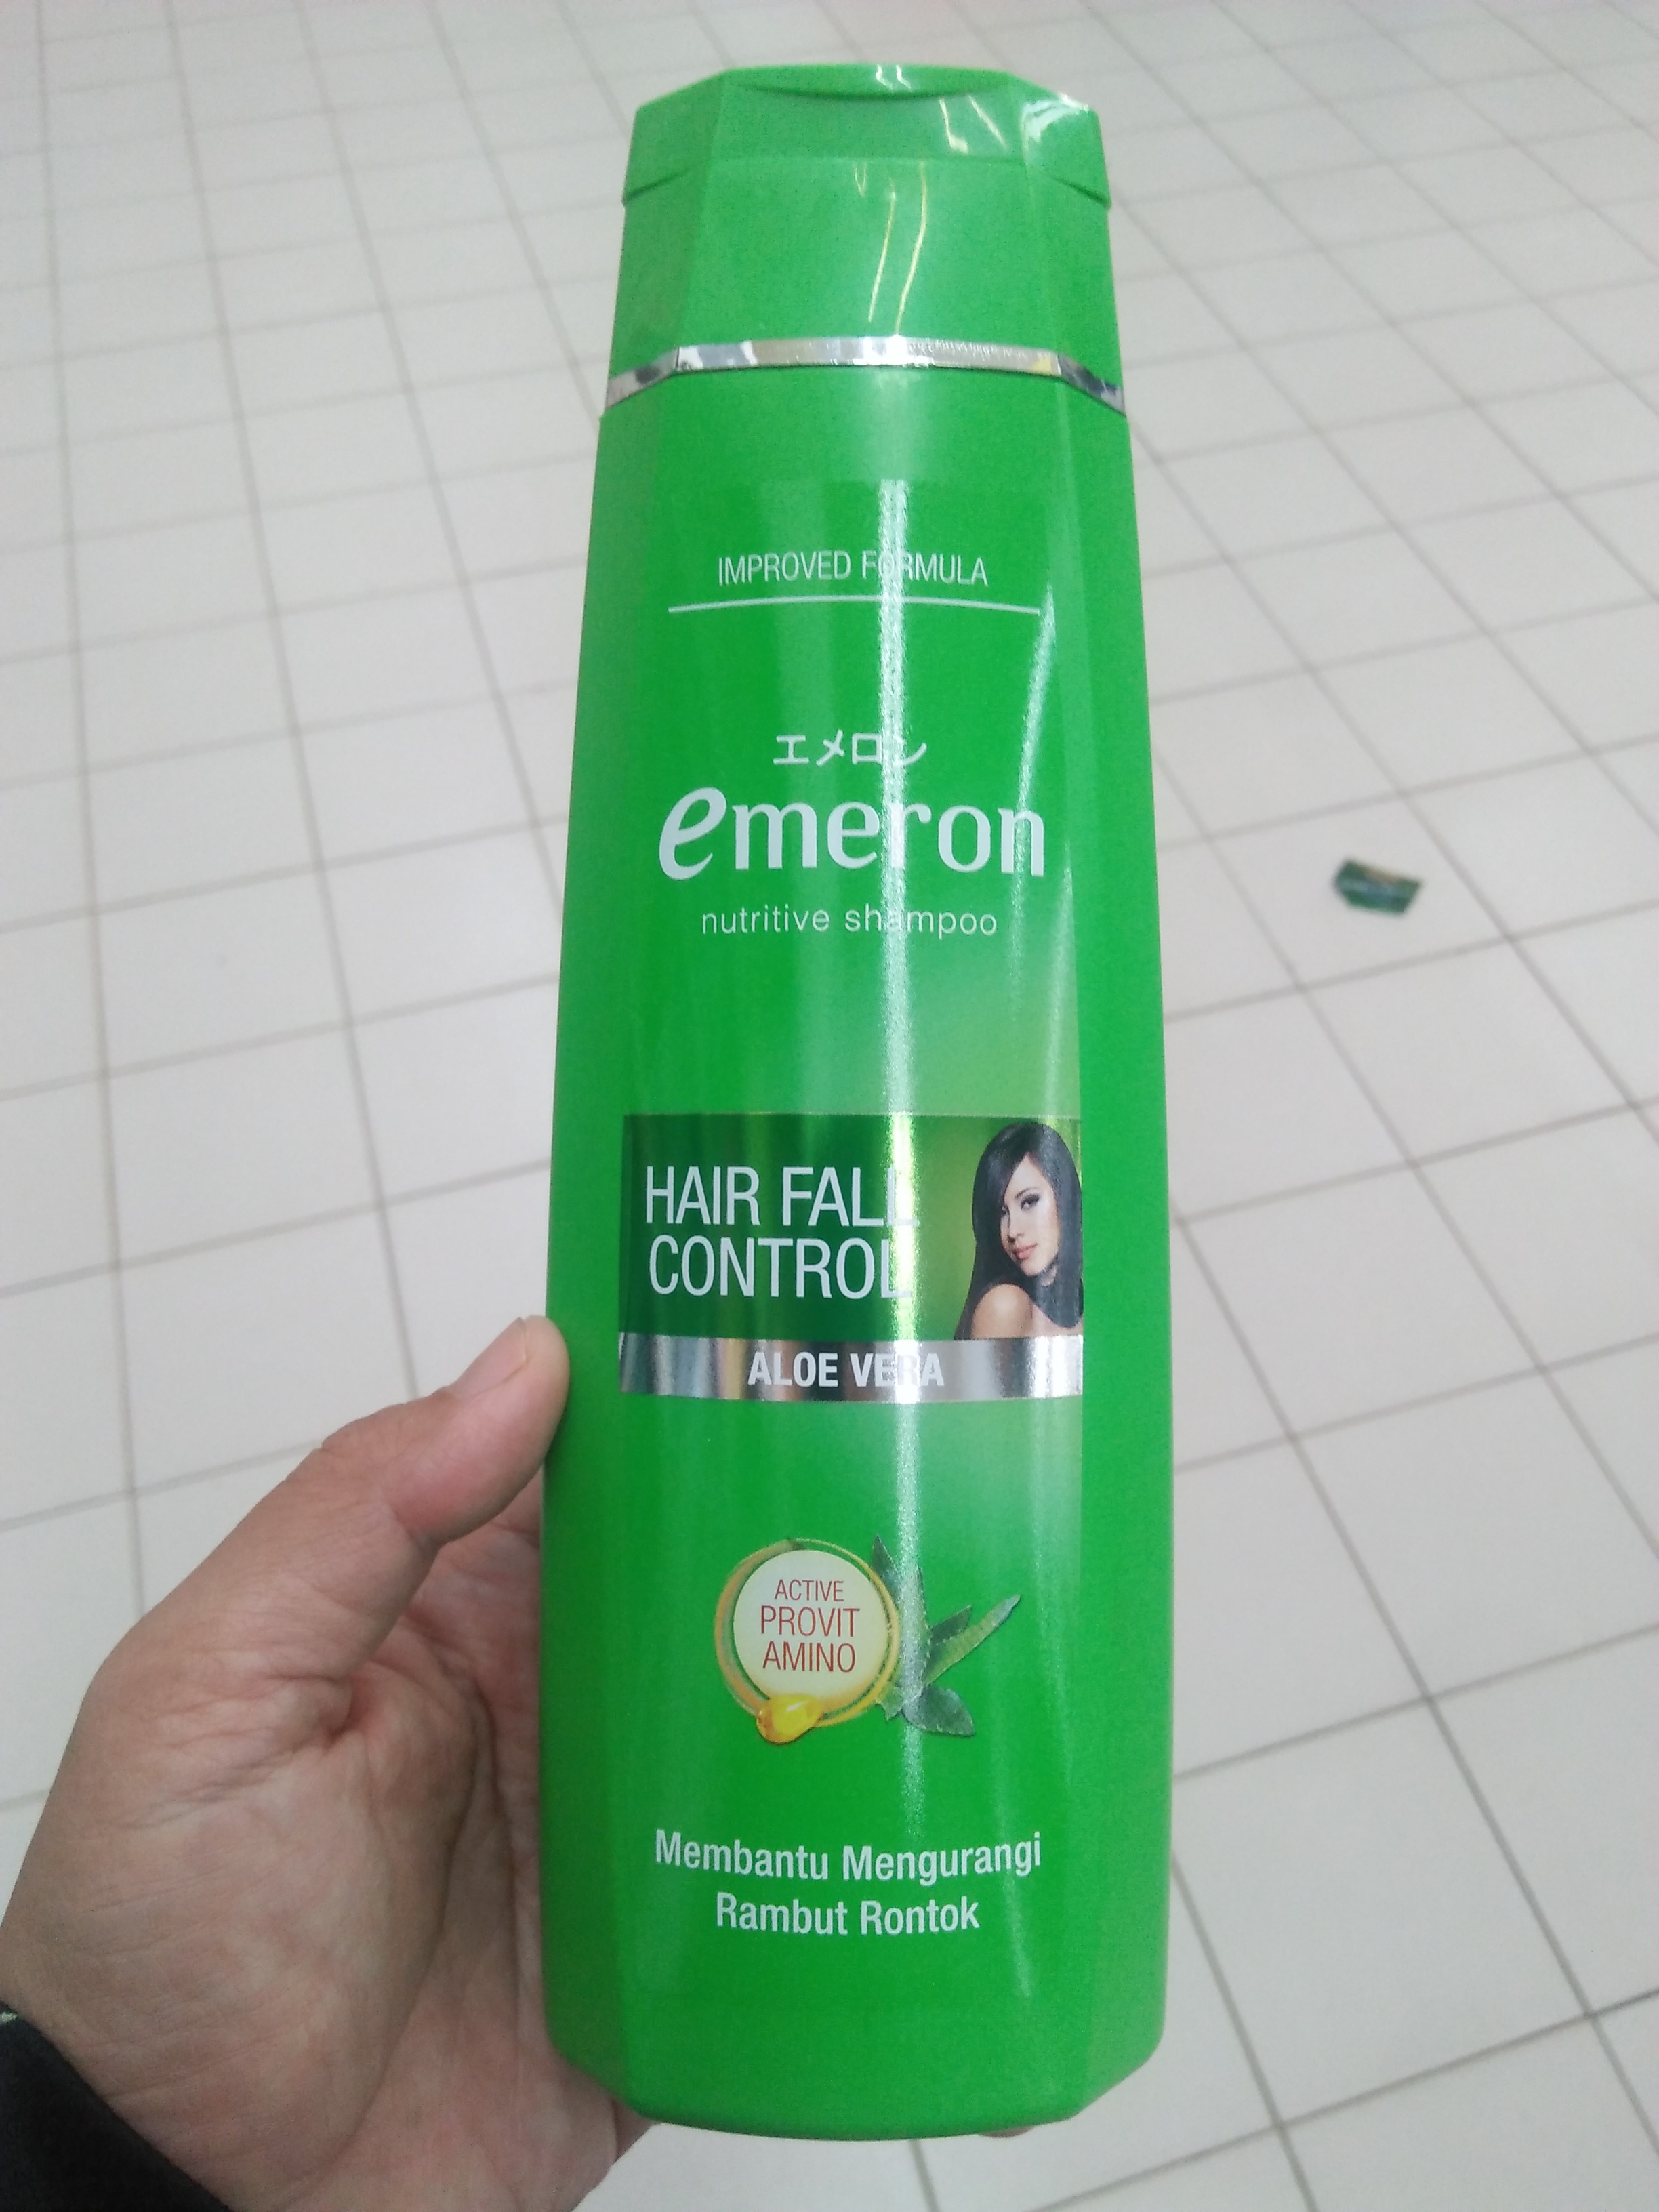 IMPROVED FORMULA
エメロン
emeron
nutritive shampoo
HAIR FALL
CONTROL
ALOE VERA
ACTIVE
PROVIT
AMINO
Membantu Mengurangi
Rambut Rontok